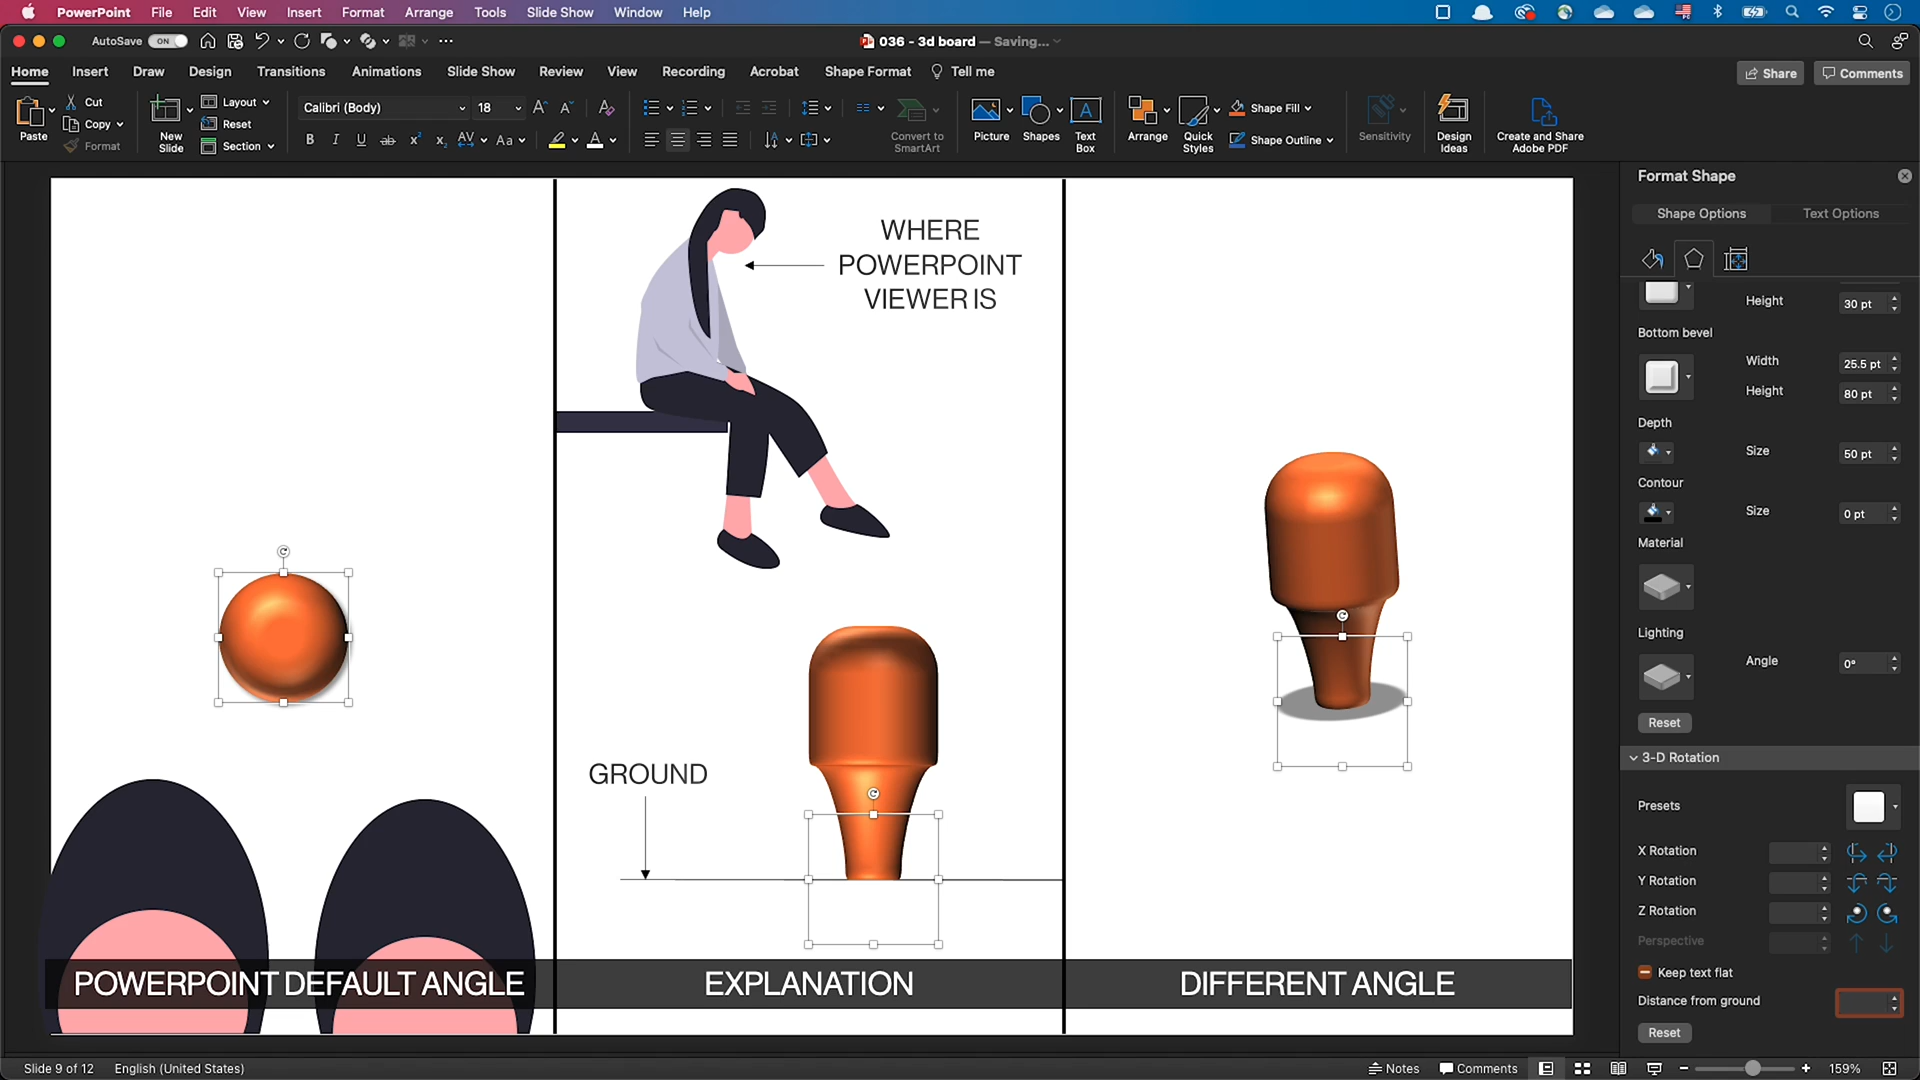 PowerPoint File Edit View Insert Format Arrange Tools Slide Show Window Help
AutoSave ON 036 - 3d board — Saving...
Home Insert Draw Design Transitions Animations Slide Show Review View Recording Acrobat Shape Format Tell me Share Comments
Paste
Cut
Copy
Format
New Slide
Layout
Reset
Section
Calibri (Body) 18
Convert to SmartArt
Picture
Shapes
Text Box
Arrange
Quick Styles
Shape Fill
Shape Outline
Sensitivity
Design Ideas
Create and Share Adobe PDF
WHERE
POWERPOINT
VIEWER IS
GROUND
POWERPOINT DEFAULT ANGLE
EXPLANATION
DIFFERENT ANGLE
Format Shape
Shape Options Text Options
Height 30 pt
Bottom bevel
Width 25.5 pt
Height 80 pt
Depth
Size 50 pt
Contour
Size 0 pt
Material
Lighting
Angle 0°
Reset
3-D Rotation
Presets
X Rotation
Y Rotation
Z Rotation
Perspective
Keep text flat
Distance from ground
Reset
Slide 9 of 12 English (United States) Notes Comments 159%